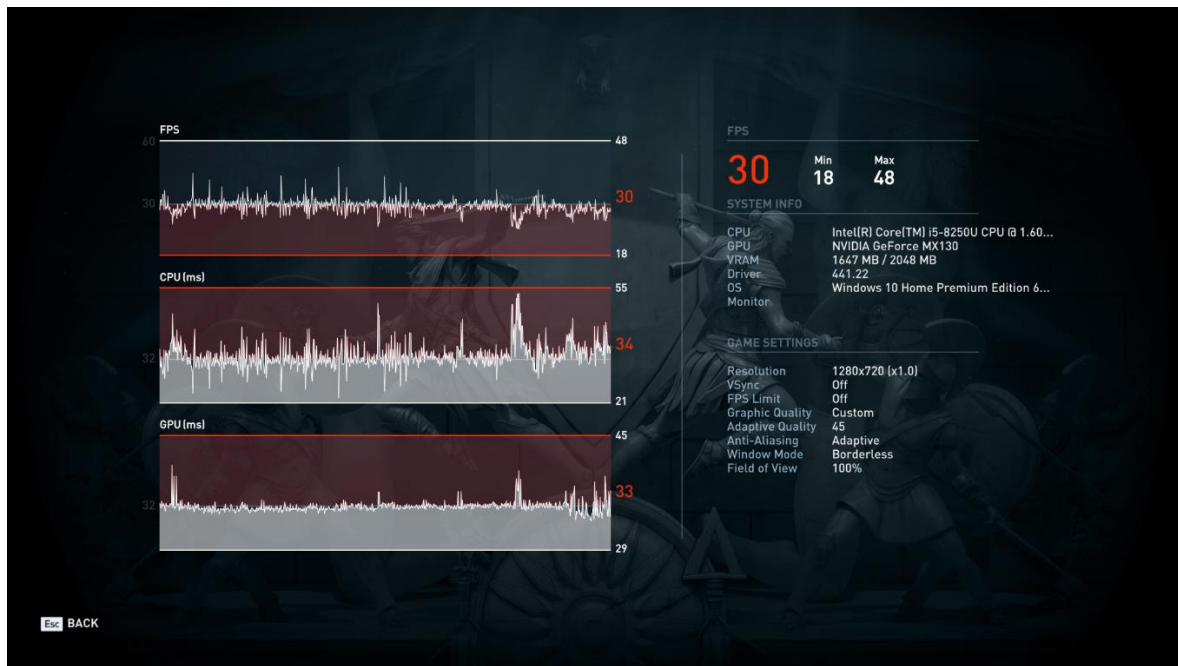 FPS
60
48
30
30
18
CPU (ms)
55
32
34
21
GPU (ms)
45
32
33
29
FPS
30
Min
18
Max
48
SYSTEM INFO
CPU Intel(R) Core(TM) i5-8250U CPU @ 1.60...
GPU NVIDIA GeForce MX130
VRAM 1647 MB / 2048 MB
Driver 441.22
OS Windows 10 Home Premium Edition 6...
Monitor
GAME SETTINGS
Resolution 1280x720 (x1.0)
VSync Off
FPS Limit Off
Graphic Quality Custom
Adaptive Quality 45
Anti-Aliasing Adaptive
Window Mode Borderless
Field of View 100%
Esc BACK